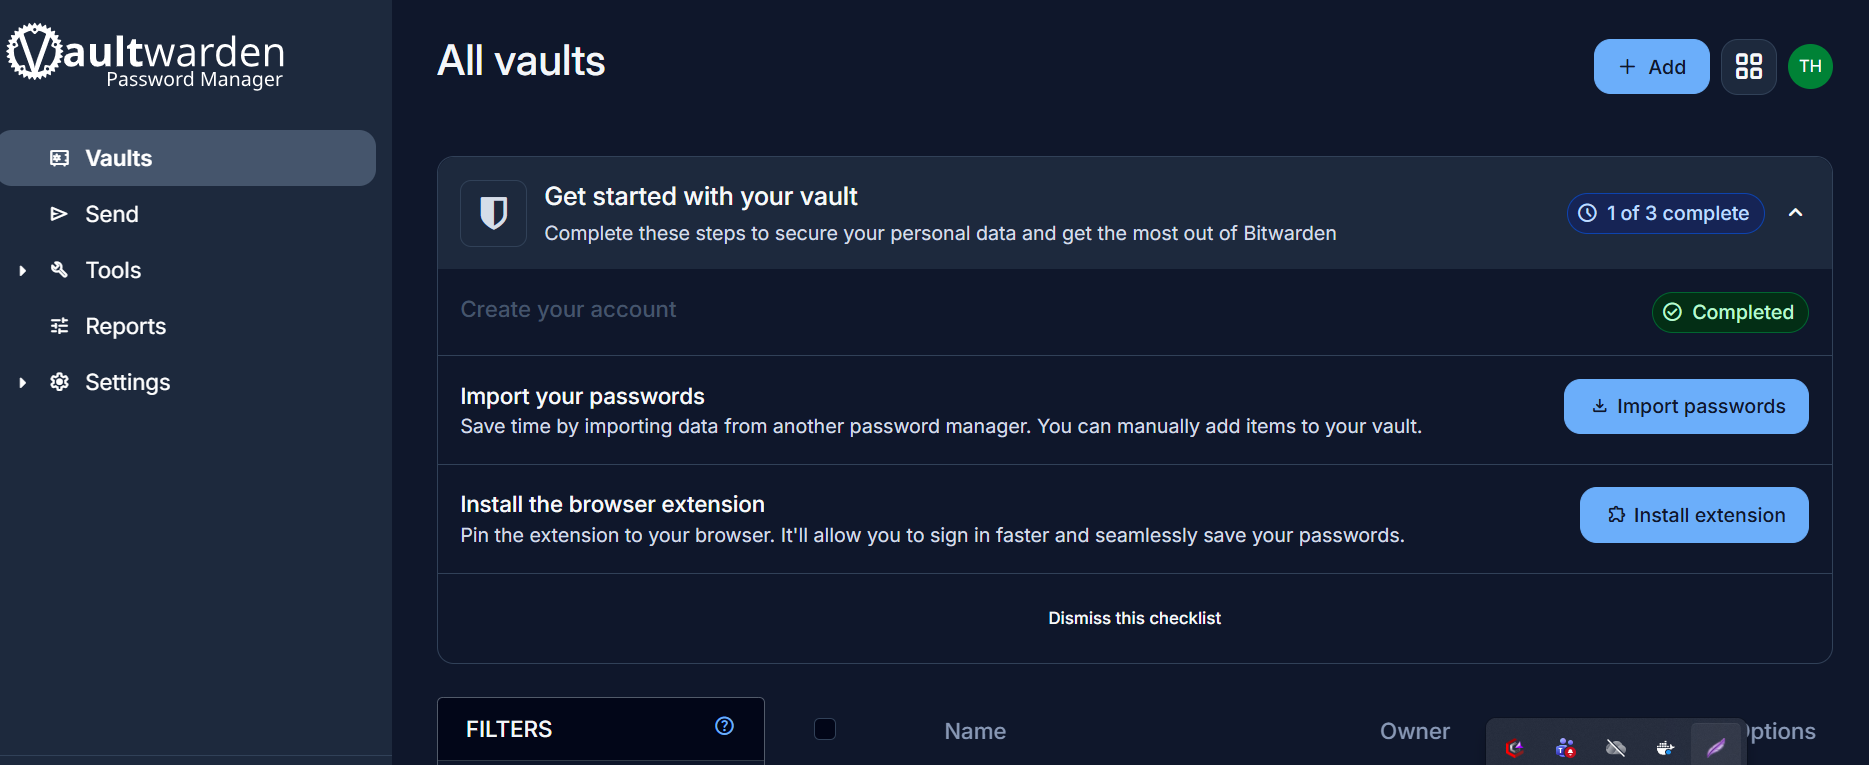 Vaultwarden
Password Manager
Vaults
Send
Tools
Reports
Settings
All vaults
Add
TH
Get started with your vault
Complete these steps to secure your personal data and get the most out of Bitwarden
1 of 3 complete
Create your account
Completed
Import your passwords
Save time by importing data from another password manager. You can manually add items to your vault.
Import passwords
Install the browser extension
Pin the extension to your browser. It'll allow you to sign in faster and seamlessly save your passwords.
Install extension
Dismiss this checklist
FILTERS
Name
Owner
ptions